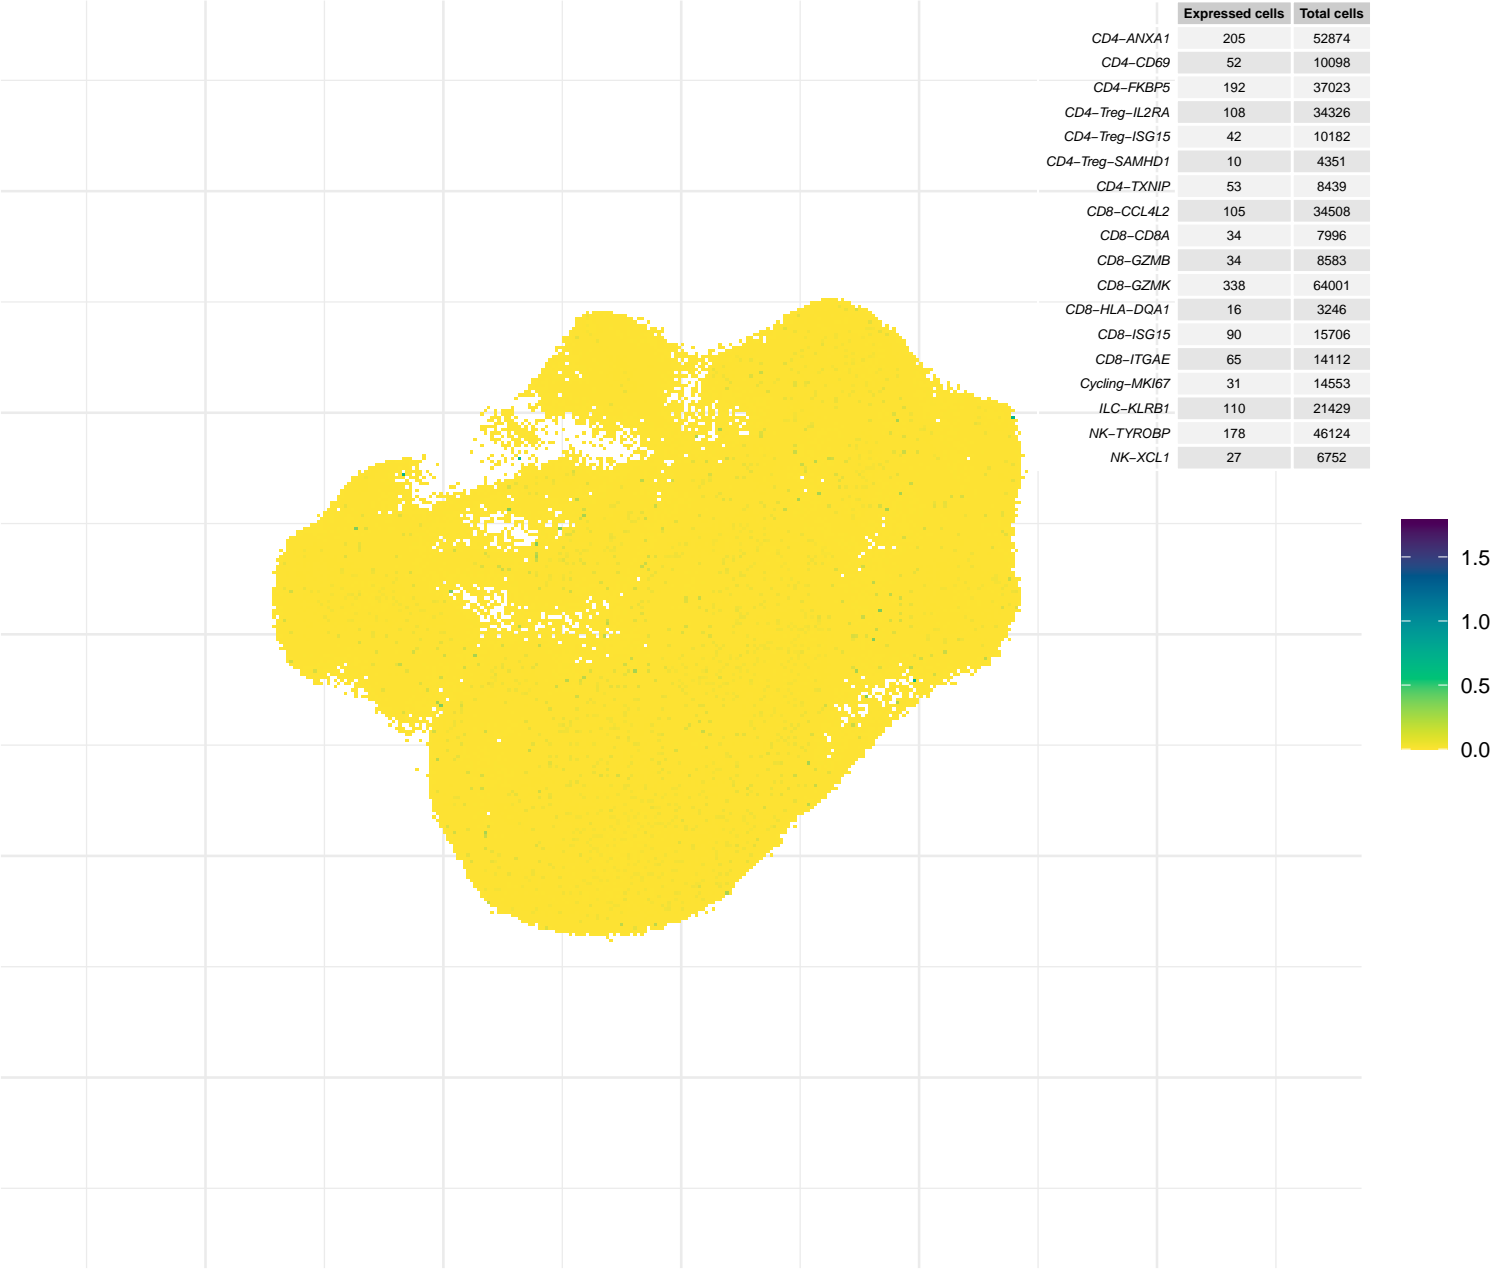 Expressed cells Total cells
CD4−ANXA1 205 52874
CD4−CD69 52 10098
CD4−FKBP5 192 37023
CD4−Treg−IL2RA 108 34326
CD4−Treg−ISG15 42 10182
CD4−Treg−SAMHD1 10 4351
CD4−TXNIP 53 8439
CD8−CCL4L2 105 34508
CD8−CD8A 34 7996
CD8−GZMB 34 8583
CD8−GZMK 338 64001
CD8−HLA−DQA1 16 3246
CD8−ISG15 90 15706
CD8−ITGAE 65 14112
Cycling−MKI67 31 14553
ILC−KLRB1 110 21429
NK−TYROBP 178 46124
NK−XCL1 27 6752
1.5
1.0
0.5
0.0